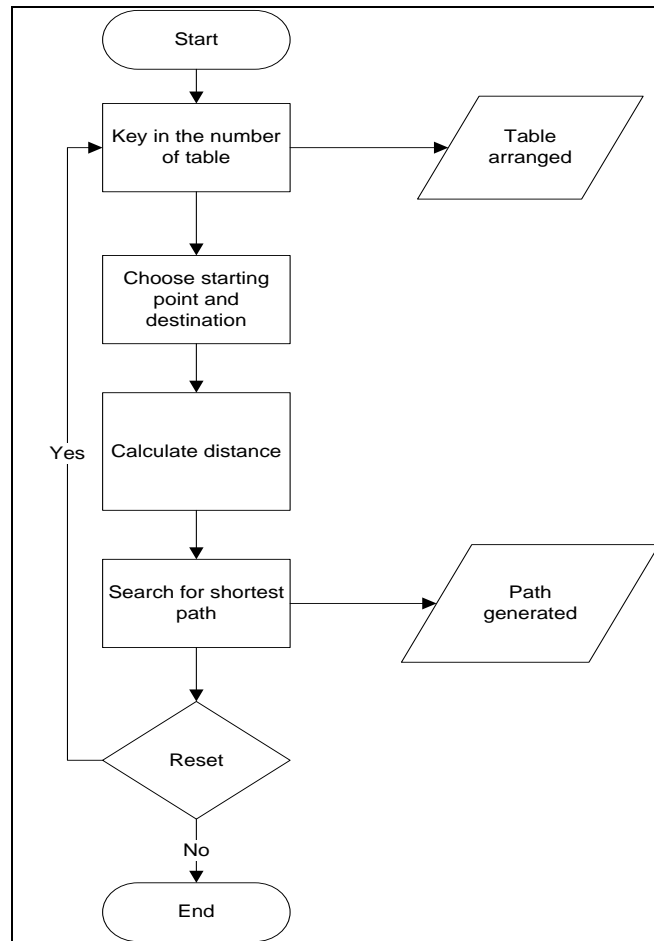 Start
Key in the number
of table
Table
arranged
Choose starting
point and
destination
Calculate distance
Yes
Search for shortest
path
Path
generated
Reset
No
End